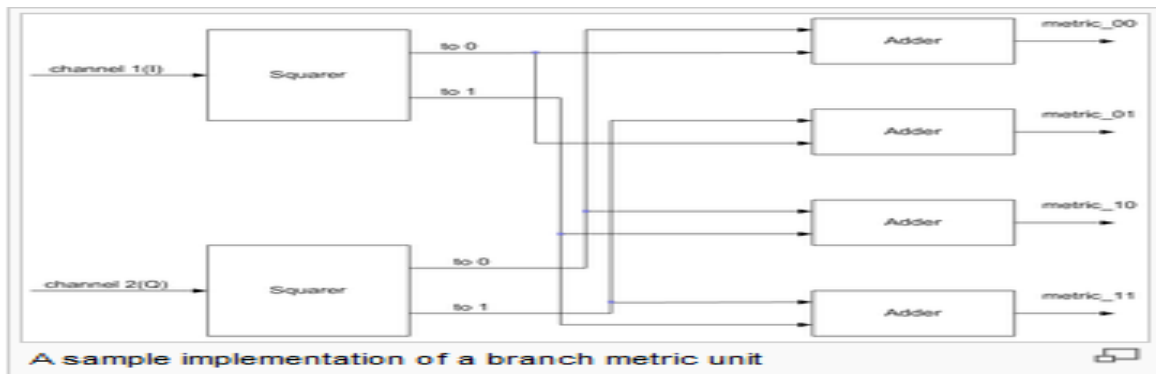 metric_00
Adder
to 0
channel 1(I)
Squarer
to 1
metric_01
Adder
metric_10
Adder
to 0
channel 2(Q)
Squarer
metric_11
to 1
Adder
A sample implementation of a branch metric unit